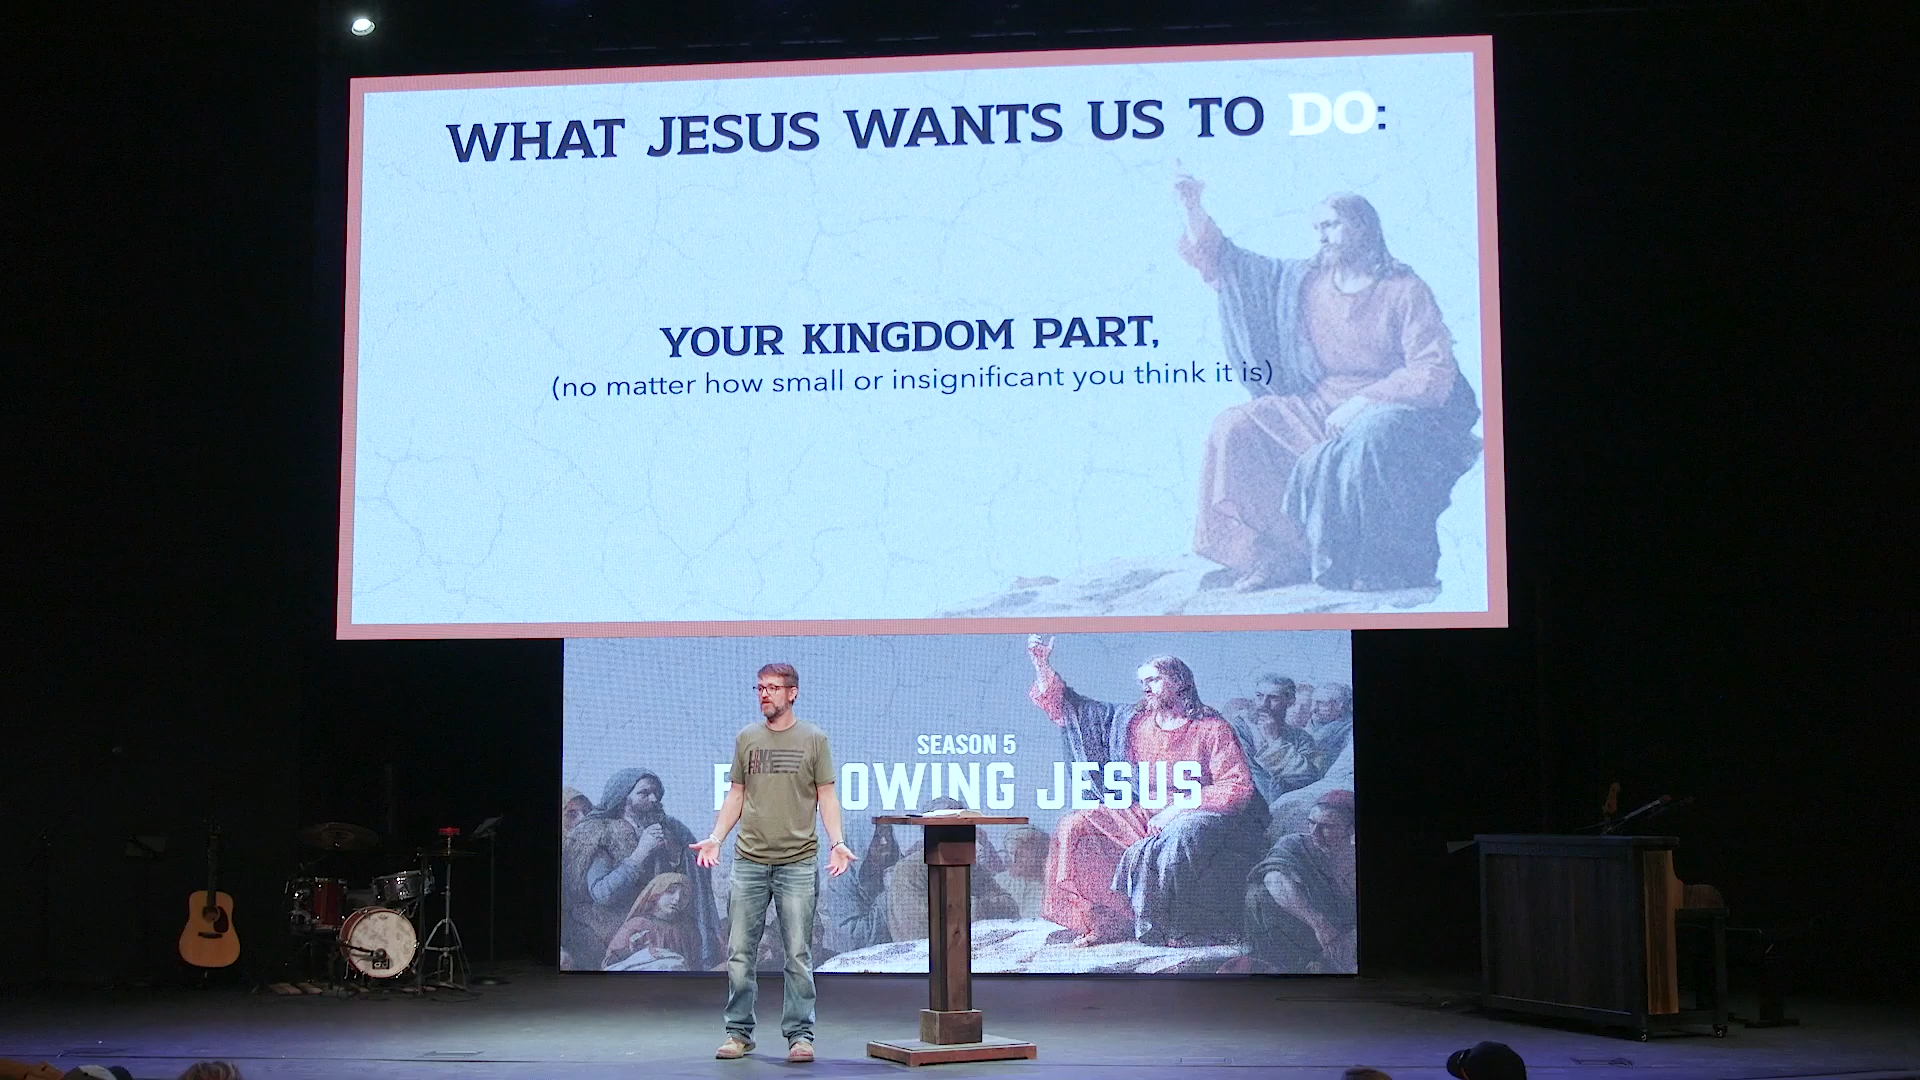 WHAT JESUS WANTS US TO DO:
YOUR KINGDOM PART,
(no matter how small or insignificant you think it is)
SEASON 5
OWING JESUS